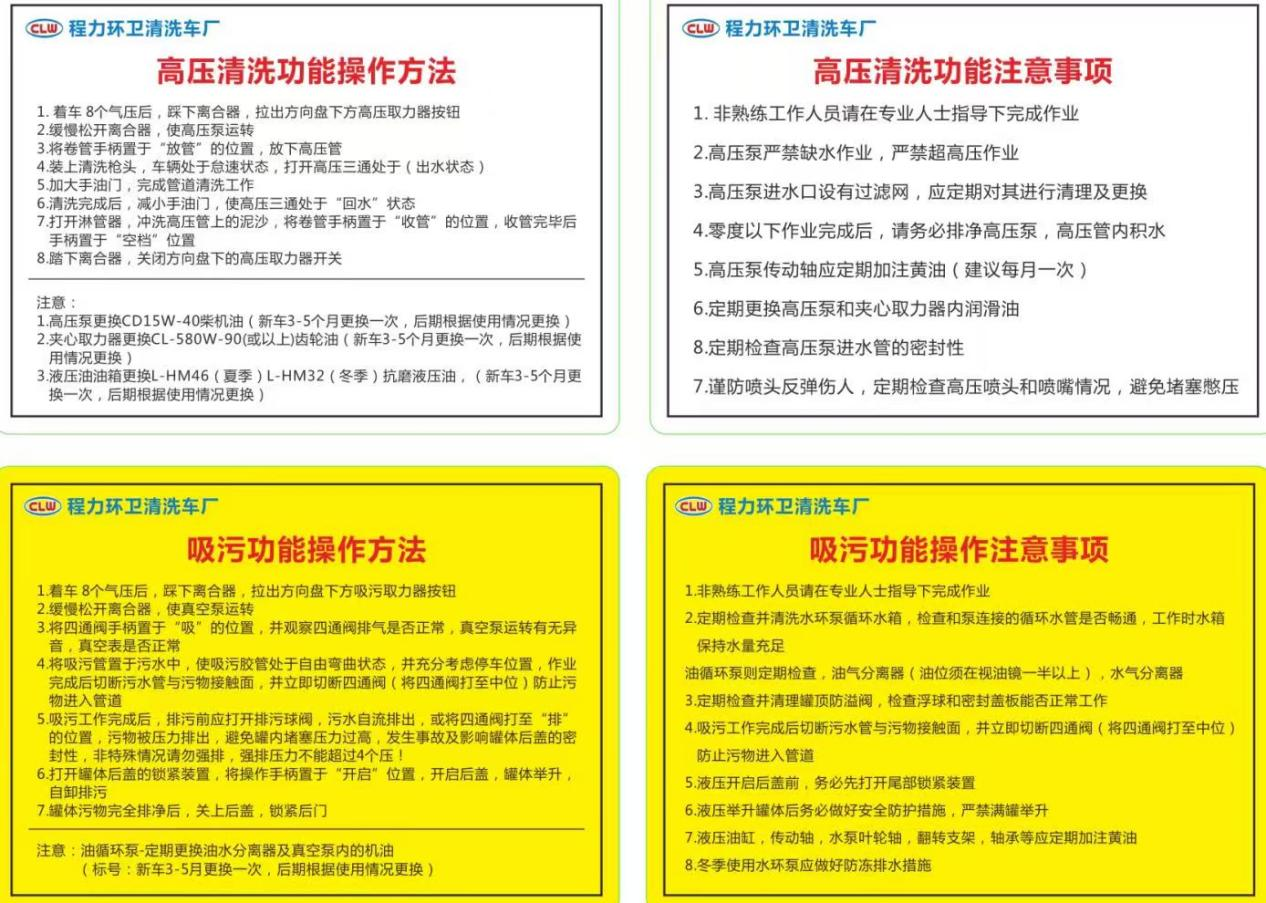 CLW 程力环卫清洗车厂
高压清洗功能操作方法
1. 着车 8个气压后，踩下离合器，拉出方向盘下方高压取力器按钮
2.缓慢松开离合器，使高压泵运转
3.将卷管手柄置于“放管”的位置，放下高压管
4.装上清洗枪头，车辆处于怠速状态，打开高压三通处于（出水状态）
5.加大手油门，完成管道清洗工作
6.清洗完成后，减小手油门，使高压三通处于“回水”状态
7.打开淋管器，冲洗高压管上的泥沙，将卷管手柄置于“收管”的位置，收管完毕后
手柄置于“空档”位置
8.踏下离合器，关闭方向盘下的高压取力器开关
注意：
1.高压泵更换CD15W-40柴机油（新车3-5个月更换一次，后期根据使用情况更换）
2.夹心取力器更换CL-580W-90(或以上)齿轮油（新车3-5个月更换一次，后期根据使
用情况更换）
3.液压油油箱更换L-HM46（夏季）L-HM32（冬季）抗磨液压油，（新车3-5个月更
换一次，后期根据使用情况更换）
CLW 程力环卫清洗车厂
高压清洗功能注意事项
1. 非熟练工作人员请在专业人士指导下完成作业
2.高压泵严禁缺水作业，严禁超高压作业
3.高压泵进水口设有过滤网，应定期对其进行清理及更换
4.零度以下作业完成后，请务必排净高压泵，高压管内积水
5.高压泵传动轴应定期加注黄油（建议每月一次）
6.定期更换高压泵和夹心取力器内润滑油
8.定期检查高压泵进水管的密封性
7.谨防喷头反弹伤人，定期检查高压喷头和喷嘴情况，避免堵塞憋压
CLW 程力环卫清洗车厂
吸污功能操作方法
1.着车 8个气压后，踩下离合器，拉出方向盘下方吸污取力器按钮
2.缓慢松开离合器，使真空泵运转
3.将四通阀手柄置于“吸”的位置，并观察四通阀排气是否正常，真空泵运转有无异
音，真空表是否正常
4.将吸污管置于污水中，使吸污胶管处于自由弯曲状态，并充分考虑停车位置，作业
完成后切断污水管与污物接触面，并立即切断四通阀（将四通阀打至中位）防止污
物进入管道
5.吸污工作完成后，排污前应打开排污球阀，污水自流排出，或将四通阀打至“排”
的位置，污物被压力排出，避免罐内堵塞压力过高，发生事故及影响罐体后盖的密
封性，非特殊情况请勿强排，强排压力不能超过4个压！
6.打开罐体后盖的锁紧装置，将操作手柄置于“开启”位置，开启后盖，罐体举升，
自卸排污
7.罐体污物完全排净后，关上后盖，锁紧后门
注意：油循环泵-定期更换油水分离器及真空泵内的机油
（标号：新车3-5月更换一次，后期根据使用情况更换）
CLW 程力环卫清洗车厂
吸污功能操作注意事项
1.非熟练工作人员请在专业人士指导下完成作业
2.定期检查并清洗水环泵循环水箱，检查和泵连接的循环水管是否畅通，工作时水箱
保持水量充足
油循环泵则定期检查，油气分离器（油位须在视油镜一半以上），水气分离器
3.定期检查并清理罐顶防溢阀，检查浮球和密封盖板能否正常工作
4.吸污工作完成后切断污水管与污物接触面，并立即切断四通阀（将四通阀打至中位）
防止污物进入管道
5.液压开启后盖前，务必先打开尾部锁紧装置
6.液压举升罐体后务必做好安全防护措施，严禁满罐举升
7.液压油缸，传动轴，水泵叶轮轴，翻转支架，轴承等应定期加注黄油
8.冬季使用水环泵应做好防冻排水措施